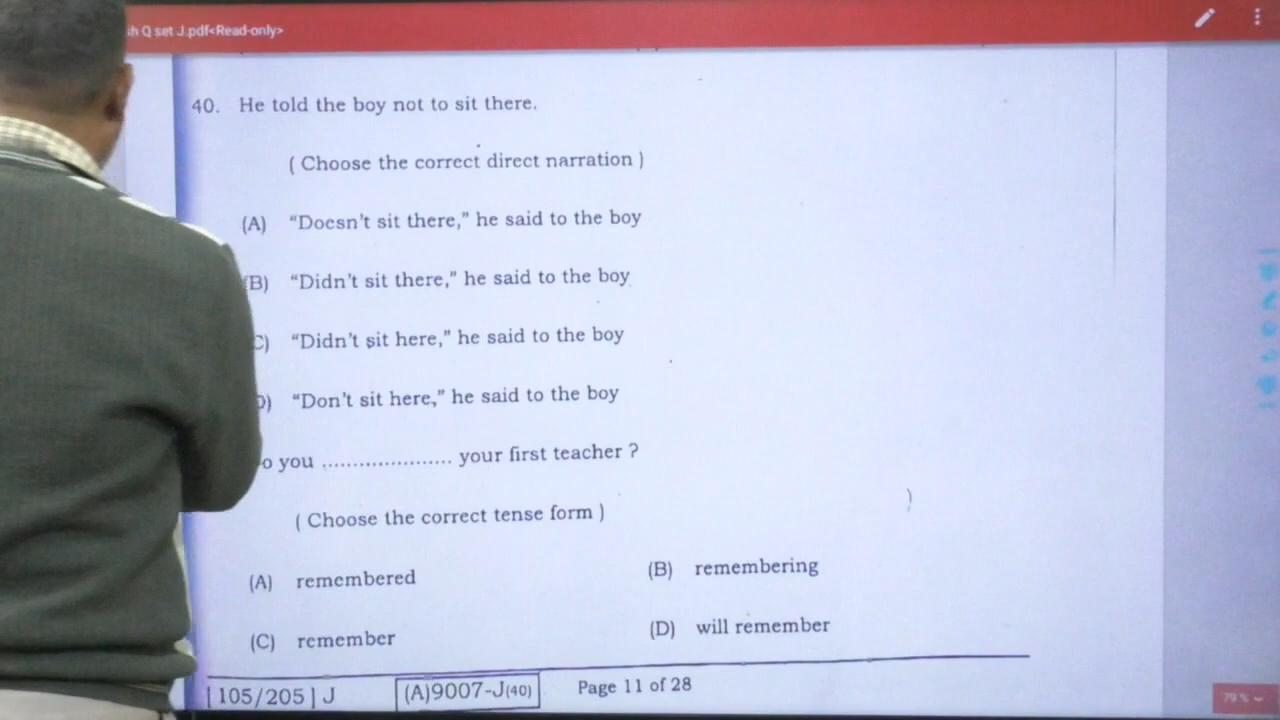 Q set J.pdf<Read-only>
40. He told the boy not to sit there.
( Choose the correct direct narration )
(A) “Doesn’t sit there,” he said to the boy
(B) “Didn’t sit there,” he said to the boy
C) “Didn’t sit here,” he said to the boy
D) “Don’t sit here,” he said to the boy
o you ...................... your first teacher ?
( Choose the correct tense form )
(A) remembered
(B) remembering
(C) remember
(D) will remember
[ 105/205 ] J (A)9007-J(40) Page 11 of 28
79 %